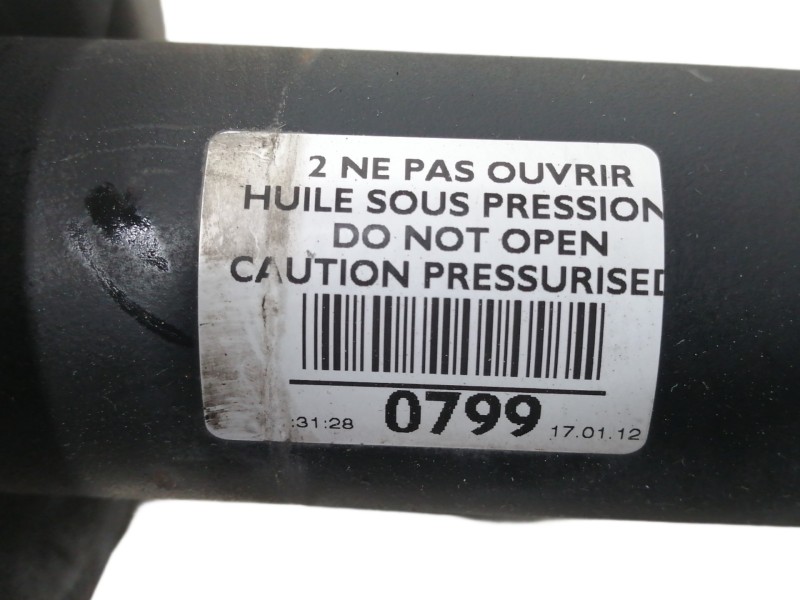 2 NE PAS OUVRIR
HUILE SOUS PRESSION
DO NOT OPEN
CAUTION PRESSURISED
:31:28 0799 17.01.12